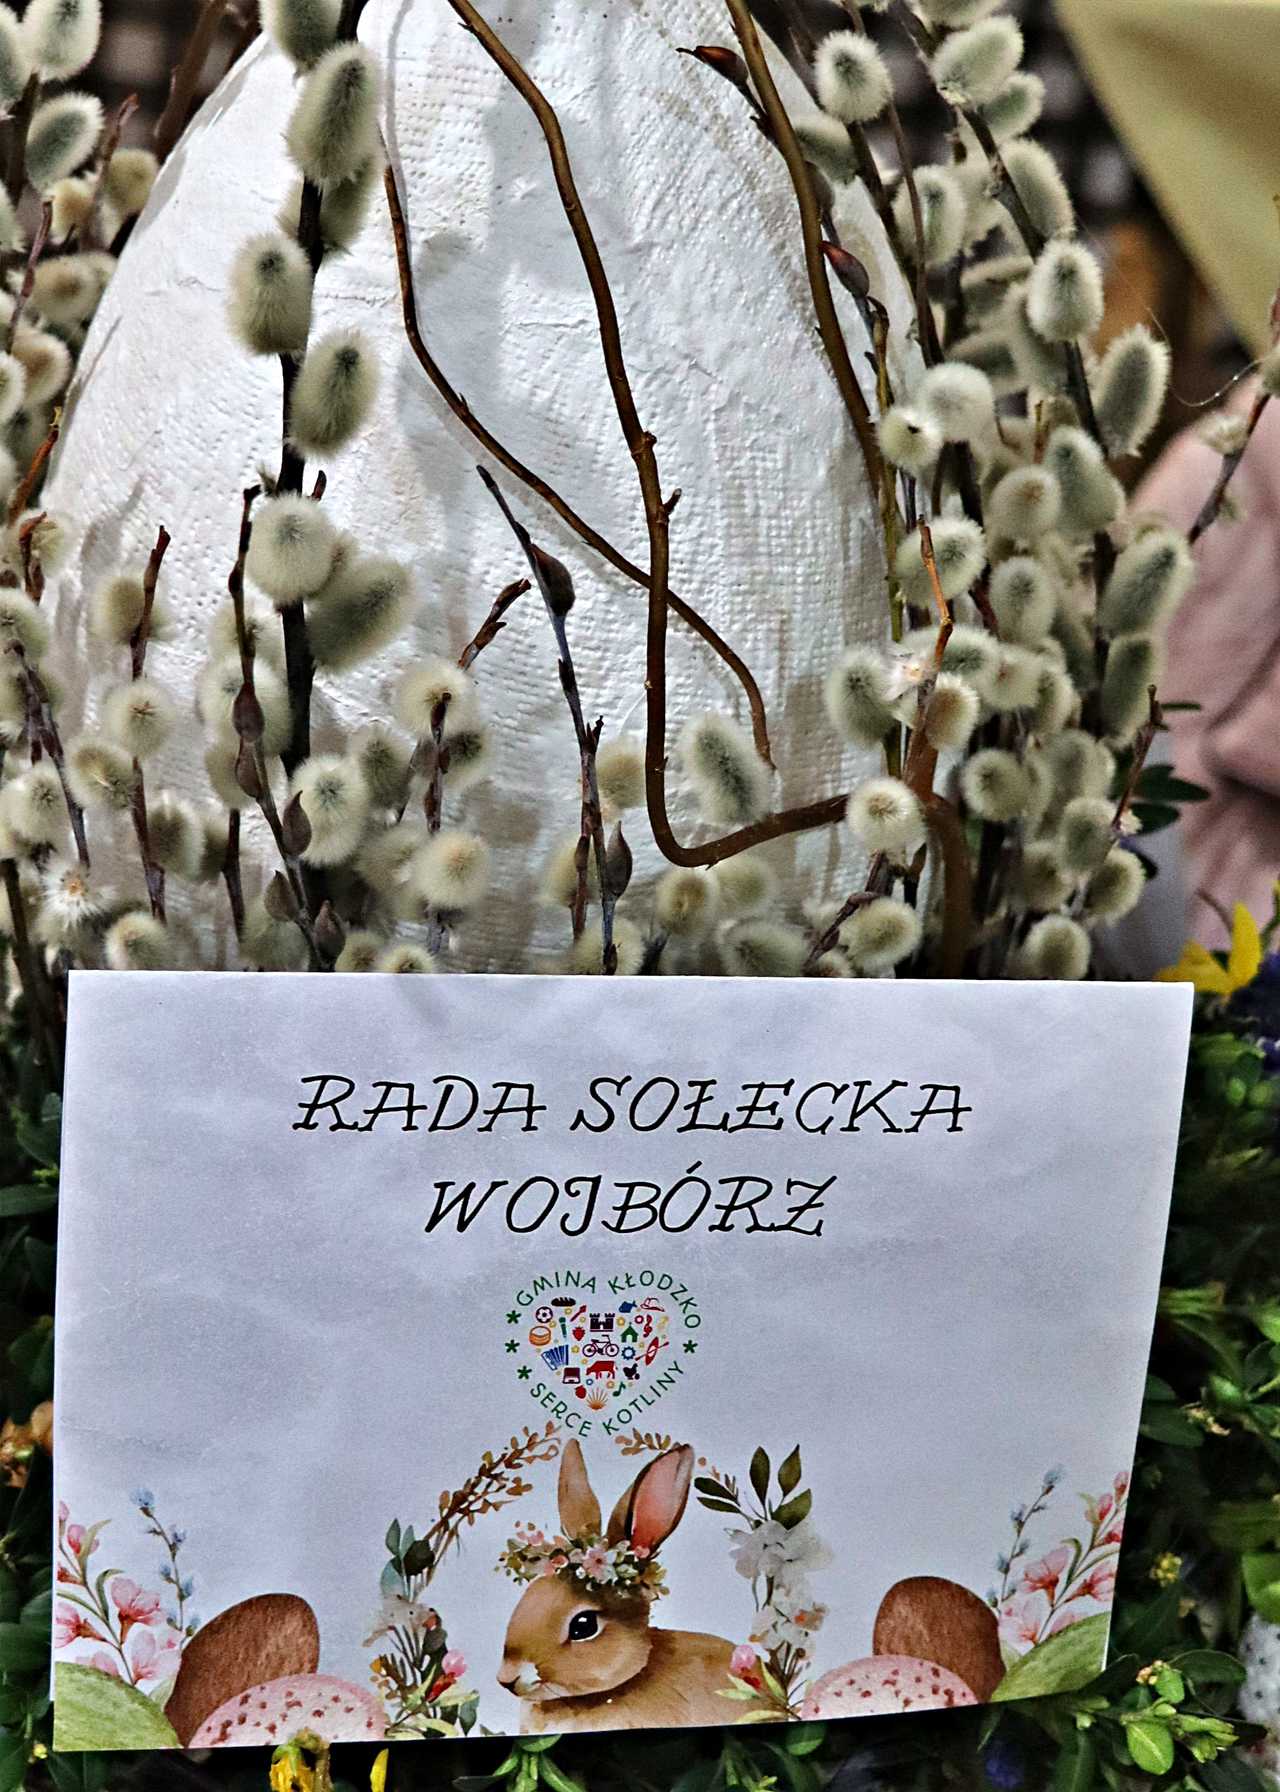 RADA SOŁECKA
WOJBÓRZ
GMINA KŁODZKO
SERCE KOTLINY